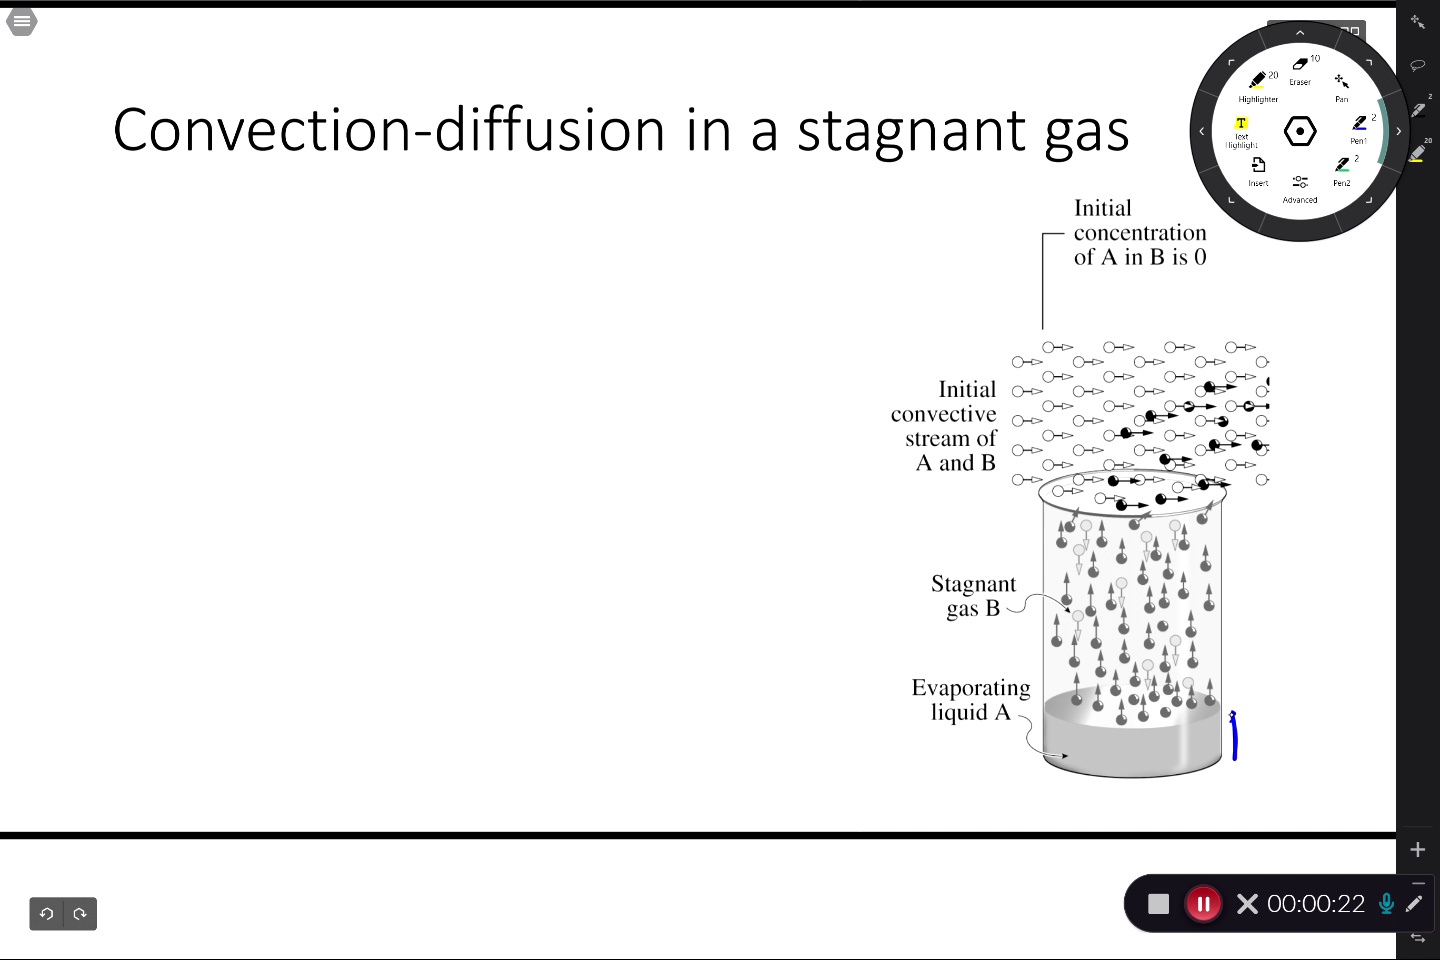 Convection-diffusion in a stagnant gas
10
Eraser
20
Highlighter
Pan
2
Pen1
T
Text
Highlight
2
Pen2
Insert
Advanced
2
20
Initial
concentration
of A in B is 0
Initial
convective
stream of
A and B
Stagnant
gas B
Evaporating
liquid A
00:00:22